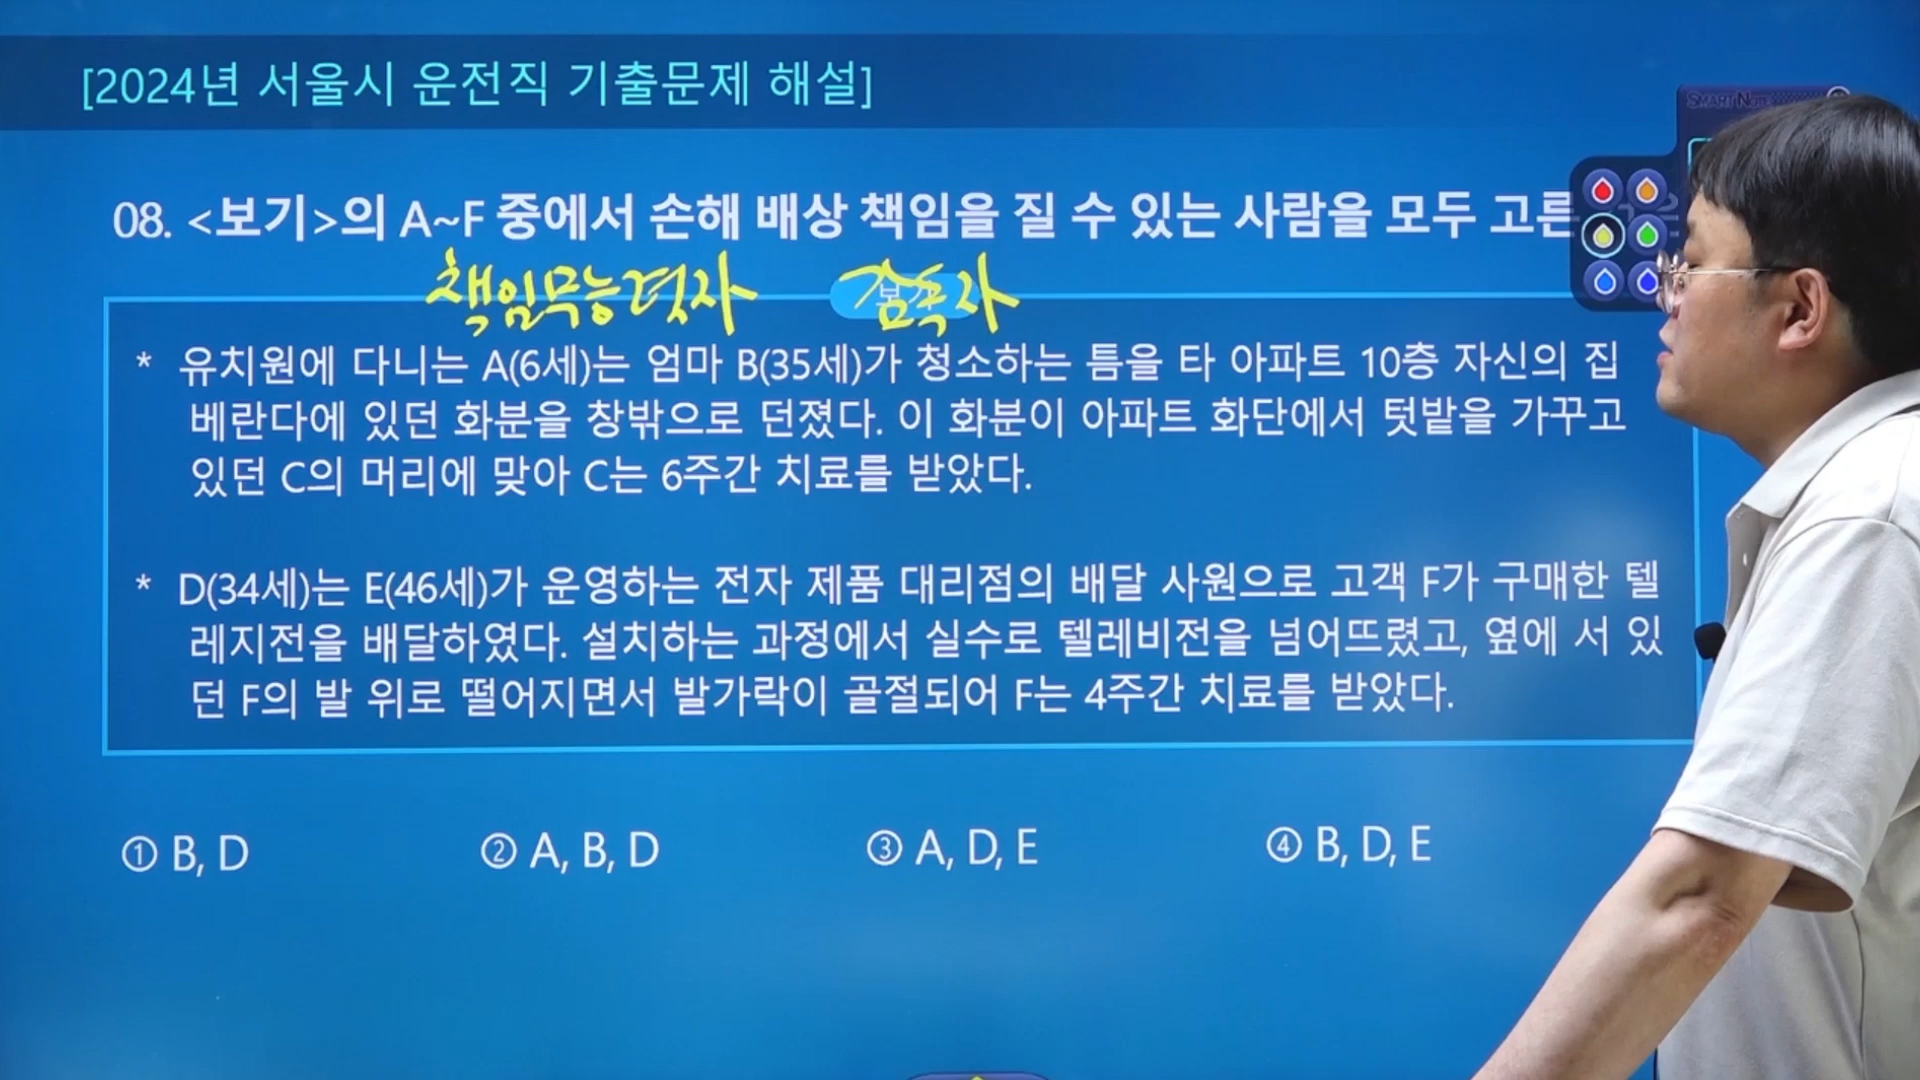 [2024년 서울시 운전직 기출문제 해설]
SMART NOTE
08. <보기>의 A~F 중에서 손해 배상 책임을 질 수 있는 사람을 모두 고른
책임무능력자 감독자
* 유치원에 다니는 A(6세)는 엄마 B(35세)가 청소하는 틈을 타 아파트 10층 자신의 집
베란다에 있던 화분을 창밖으로 던졌다. 이 화분이 아파트 화단에서 텃밭을 가꾸고
있던 C의 머리에 맞아 C는 6주간 치료를 받았다.
* D(34세)는 E(46세)가 운영하는 전자 제품 대리점의 배달 사원으로 고객 F가 구매한 텔
레지전을 배달하였다. 설치하는 과정에서 실수로 텔레비전을 넘어뜨렸고, 옆에 서 있
던 F의 발 위로 떨어지면서 발가락이 골절되어 F는 4주간 치료를 받았다.
① B, D ② A, B, D ③ A, D, E ④ B, D, E